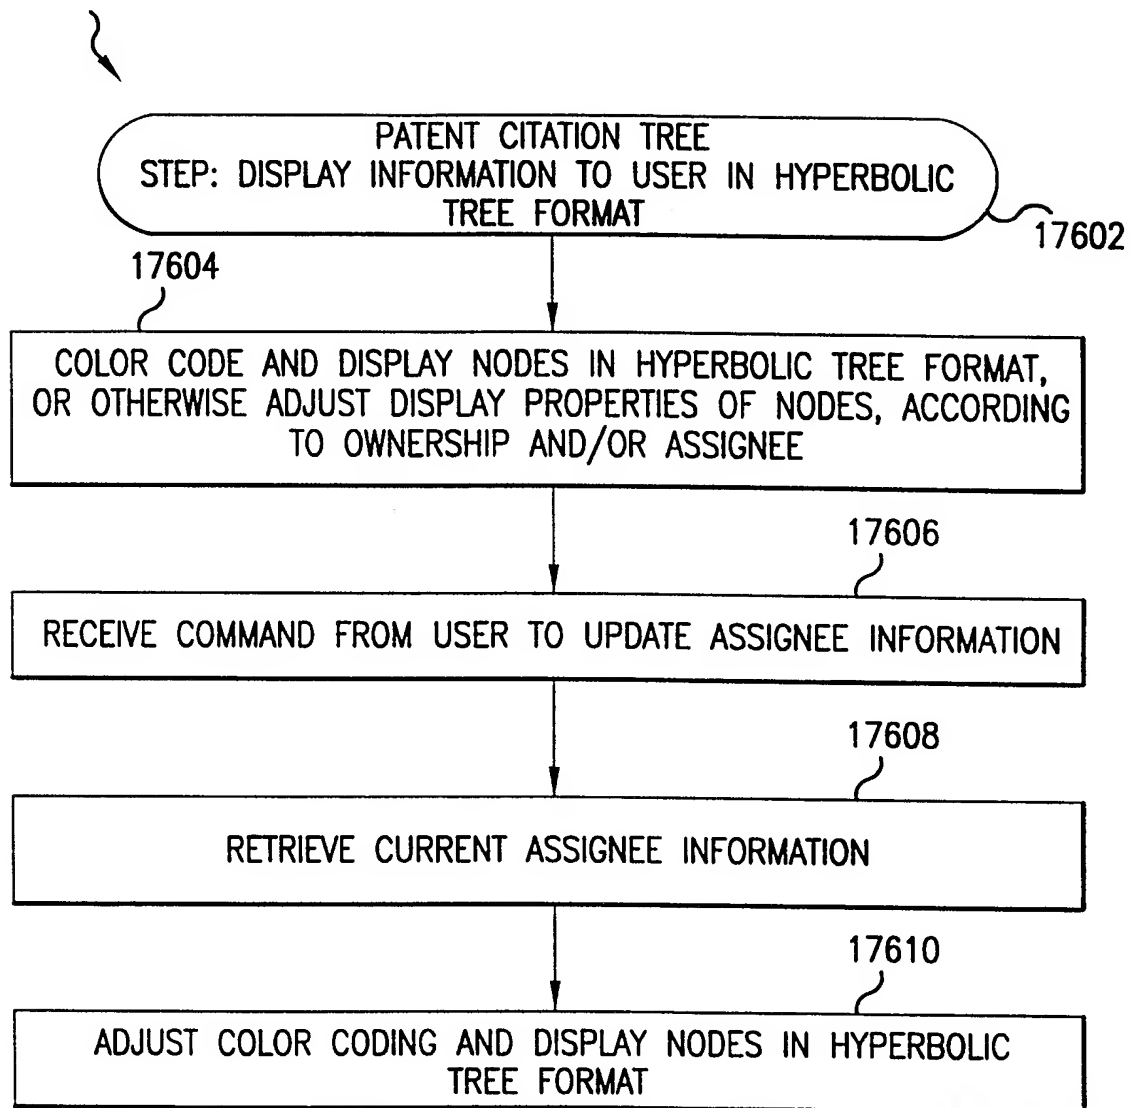 PATENT CITATION TREE
STEP: DISPLAY INFORMATION TO USER IN HYPERBOLIC
TREE FORMAT
17602
17604
COLOR CODE AND DISPLAY NODES IN HYPERBOLIC TREE FORMAT,
OR OTHERWISE ADJUST DISPLAY PROPERTIES OF NODES, ACCORDING
TO OWNERSHIP AND/OR ASSIGNEE
17606
RECEIVE COMMAND FROM USER TO UPDATE ASSIGNEE INFORMATION
17608
RETRIEVE CURRENT ASSIGNEE INFORMATION
17610
ADJUST COLOR CODING AND DISPLAY NODES IN HYPERBOLIC
TREE FORMAT